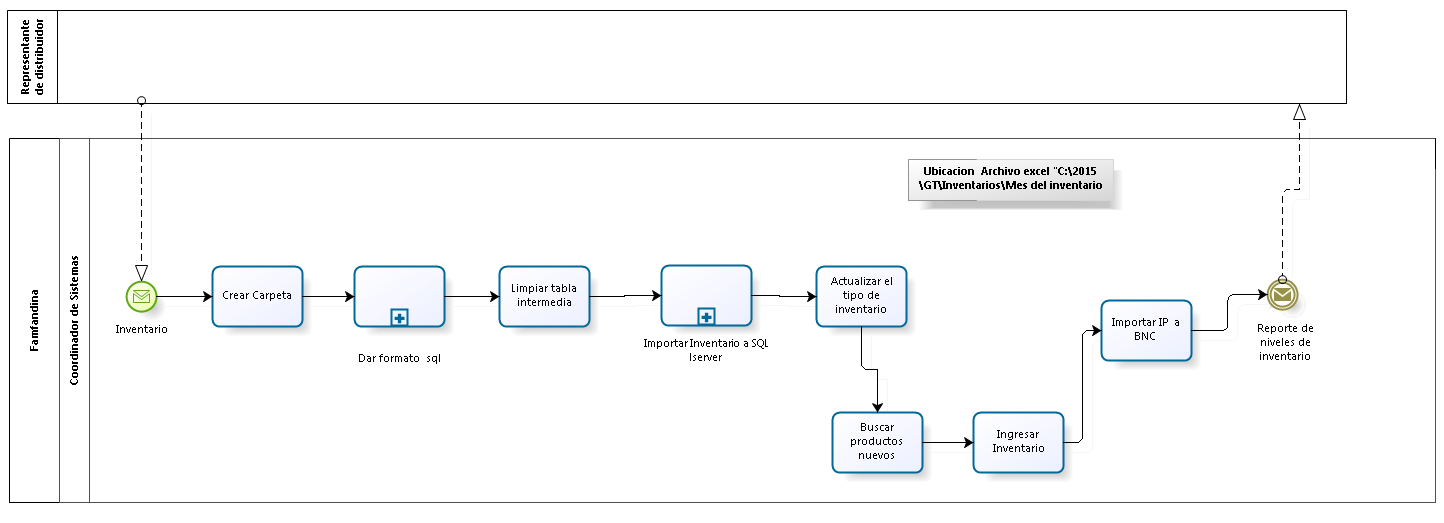 Representante
de distribuidor
Famfandina
Coordinador de Sistemas
Ubicacion Archivo excel "C:\2015
\GT\Inventarios\Mes del inventario
Inventario
Crear Carpeta
Dar formato sql
Limpiar tabla
intermedia
Importar Inventario a SQL
lserver
Actualizar el
tipo de
inventario
Buscar
productos
nuevos
Ingresar
Inventario
Importar IP a
BNC
Reporte de
niveles de
inventario